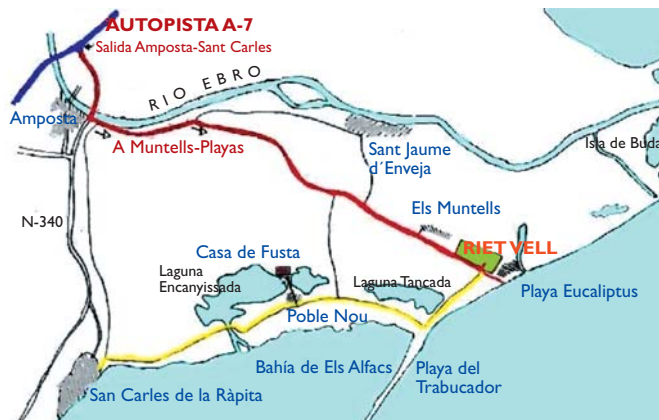 AUTOPISTA A-7
Salida Amposta-Sant Carles
RIO EBRO
Amposta
A Muntells-Playas
Sant Jaume
d´Enveja
Isla de Buda
N-340
Els Muntells
Casa de Fusta
RIET VELL
Laguna
Encanyissada
Laguna Tancada
Playa Eucaliptus
Poble Nou
Bahía de Els Alfacs
Playa del
Trabucador
San Carles de la Ràpita